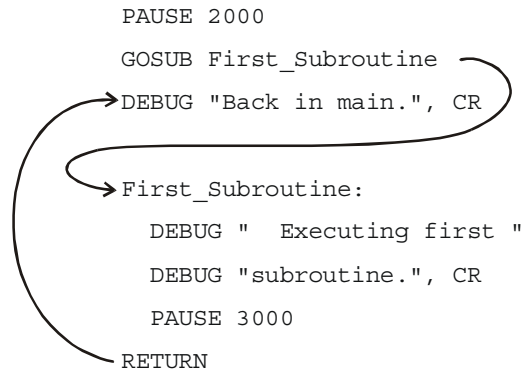 PAUSE 2000
GOSUB First_Subroutine
DEBUG "Back in main.", CR
First_Subroutine:
DEBUG "  Executing first "
DEBUG "subroutine.", CR
PAUSE 3000
RETURN